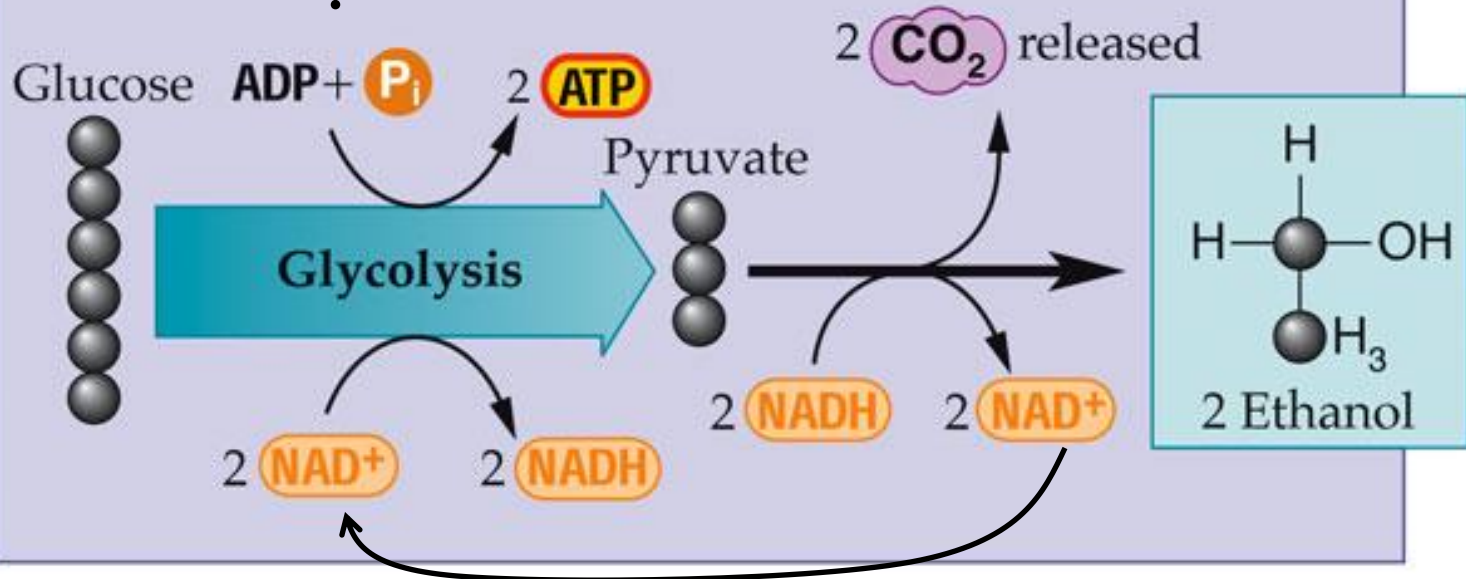 2 CO₂ released
Glucose ADP + Pi 2 ATP
Pyruvate
H
H OH
Glycolysis
H₃
2 NADH 2 NAD⁺ 2 Ethanol
2 NAD⁺ 2 NADH